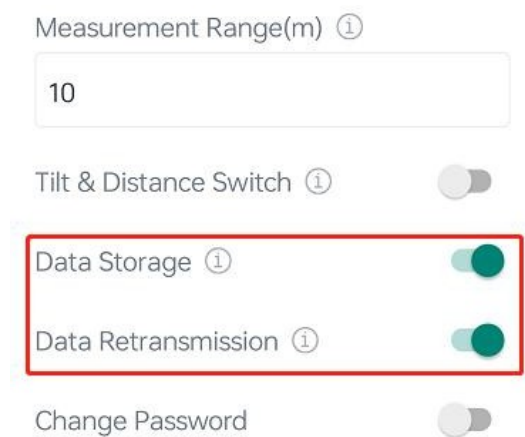 Measurement Range(m)
10
Tilt & Distance Switch
Data Storage
Data Retransmission
Change Password